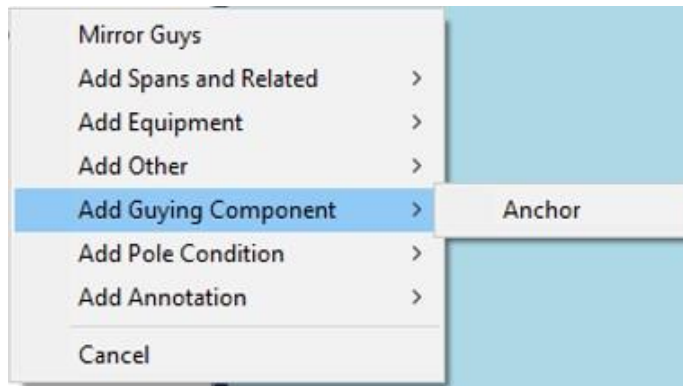 Mirror Guys
Add Spans and Related
Add Equipment
Add Other
Add Guying Component
Anchor
Add Pole Condition
Add Annotation
Cancel